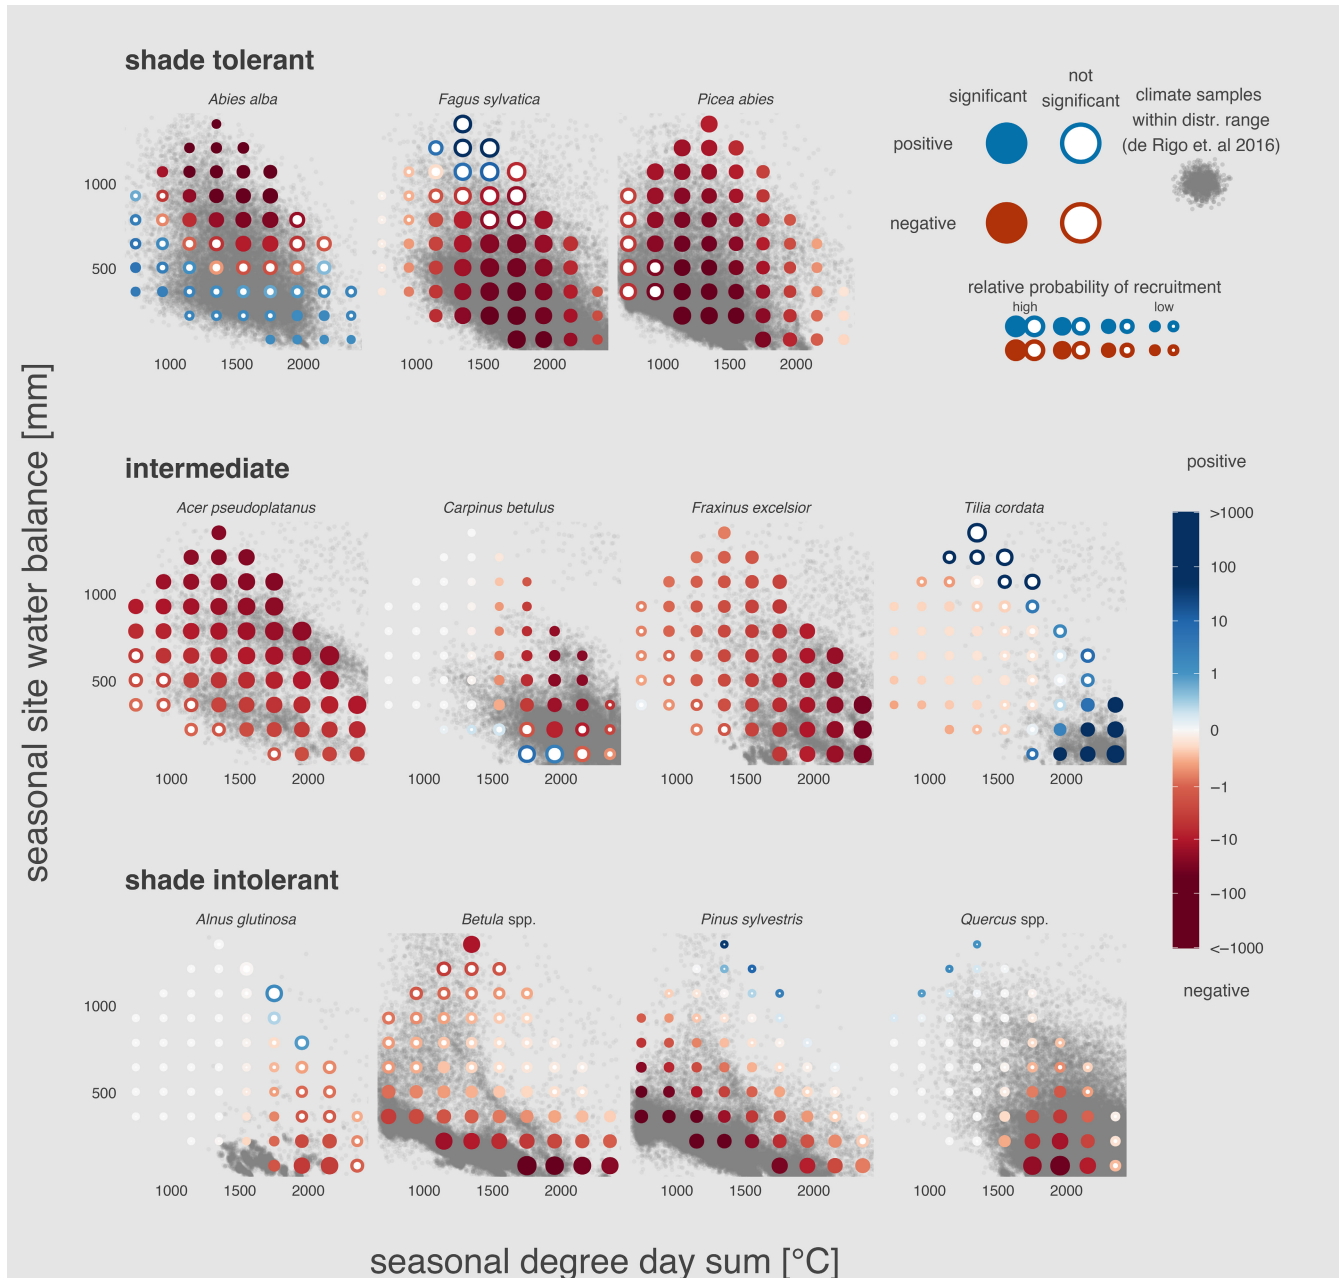 shade tolerant
Abies alba
Fagus sylvatica
Picea abies
1000
500
1000
1500
2000
1000
1500
2000
1000
1500
2000
significant
not
significant
climate samples
within distr. range
(de Rigo et. al 2016)
positive
negative
relative probability of recruitment
high
low
seasonal site water balance [mm]
intermediate
Acer pseudoplatanus
Carpinus betulus
Fraxinus excelsior
Tilia cordata
1000
500
1000
1500
2000
1000
1500
2000
1000
1500
2000
1000
1500
2000
positive
>1000
100
10
1
0
−1
−10
−100
<−1000
negative
shade intolerant
Alnus glutinosa
Betula spp.
Pinus sylvestris
Quercus spp.
1000
500
1000
1500
2000
1000
1500
2000
1000
1500
2000
1000
1500
2000
seasonal degree day sum [°C]